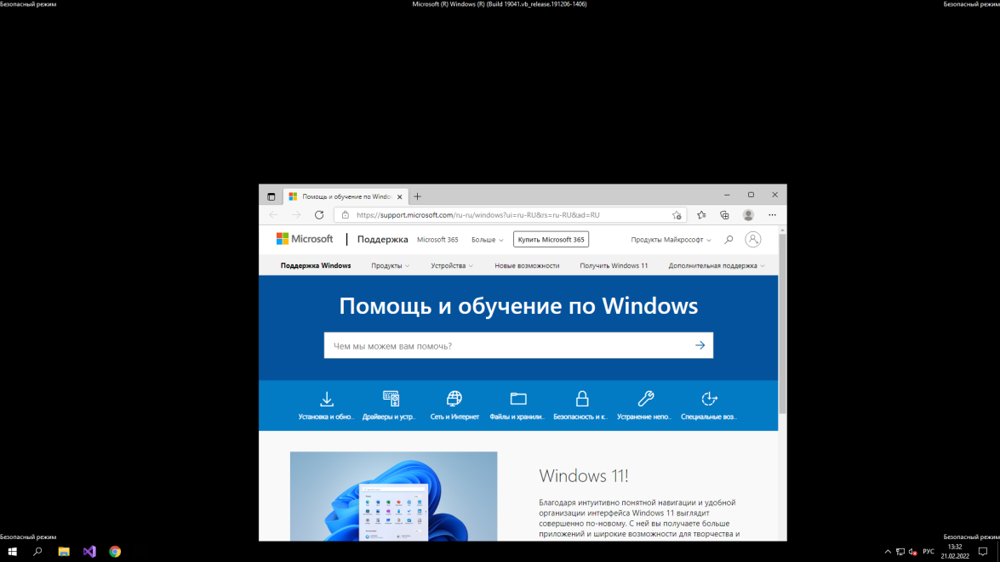 Безопасный режим
Microsoft (R) Windows (R) (Build 19041.vb_release.191206-1406)
Безопасный режим
Помощь и обучение по Windo
https://support.microsoft.com/ru-ru/windows?ui=ru-RU&rs=ru-RU&ad=RU
Microsoft
Поддержка
Microsoft 365
Больше
Купить Microsoft 365
Продукты Майкрософт
Поддержка Windows
Продукты
Устройства
Новые возможности
Получить Windows 11
Дополнительная поддержка
Помощь и обучение по Windows
Чем мы можем вам помочь?
Установка и обно..
Драйверы и устр..
Сеть и Интернет
Файлы и хранили..
Безопасность и к..
Устранение непо..
Специальные воз..
Windows 11!
Благодаря интуитивно понятной навигации и удобной
организации интерфейса Windows 11 выглядит
совершенно по-новому. С ней вы получаете больше
приложений и широкие возможности для творчества и
Безопасный режим
Безопасный режим
РУС
13:32
21.02.2022